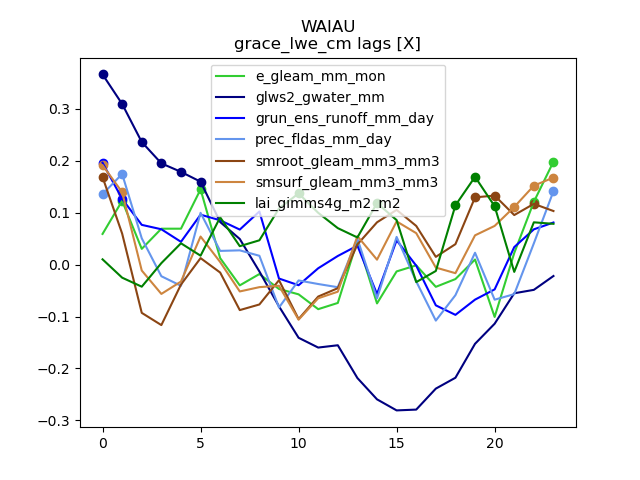 WAIAU
grace_lwe_cm lags [X]
e_gleam_mm_mon
glws2_gwater_mm
grun_ens_runoff_mm_day
prec_fldas_mm_day
smroot_gleam_mm3_mm3
smsurf_gleam_mm3_mm3
lai_gimms4g_m2_m2
0.3
0.2
0.1
0.0
−0.1
−0.2
−0.3
0 5 10 15 20